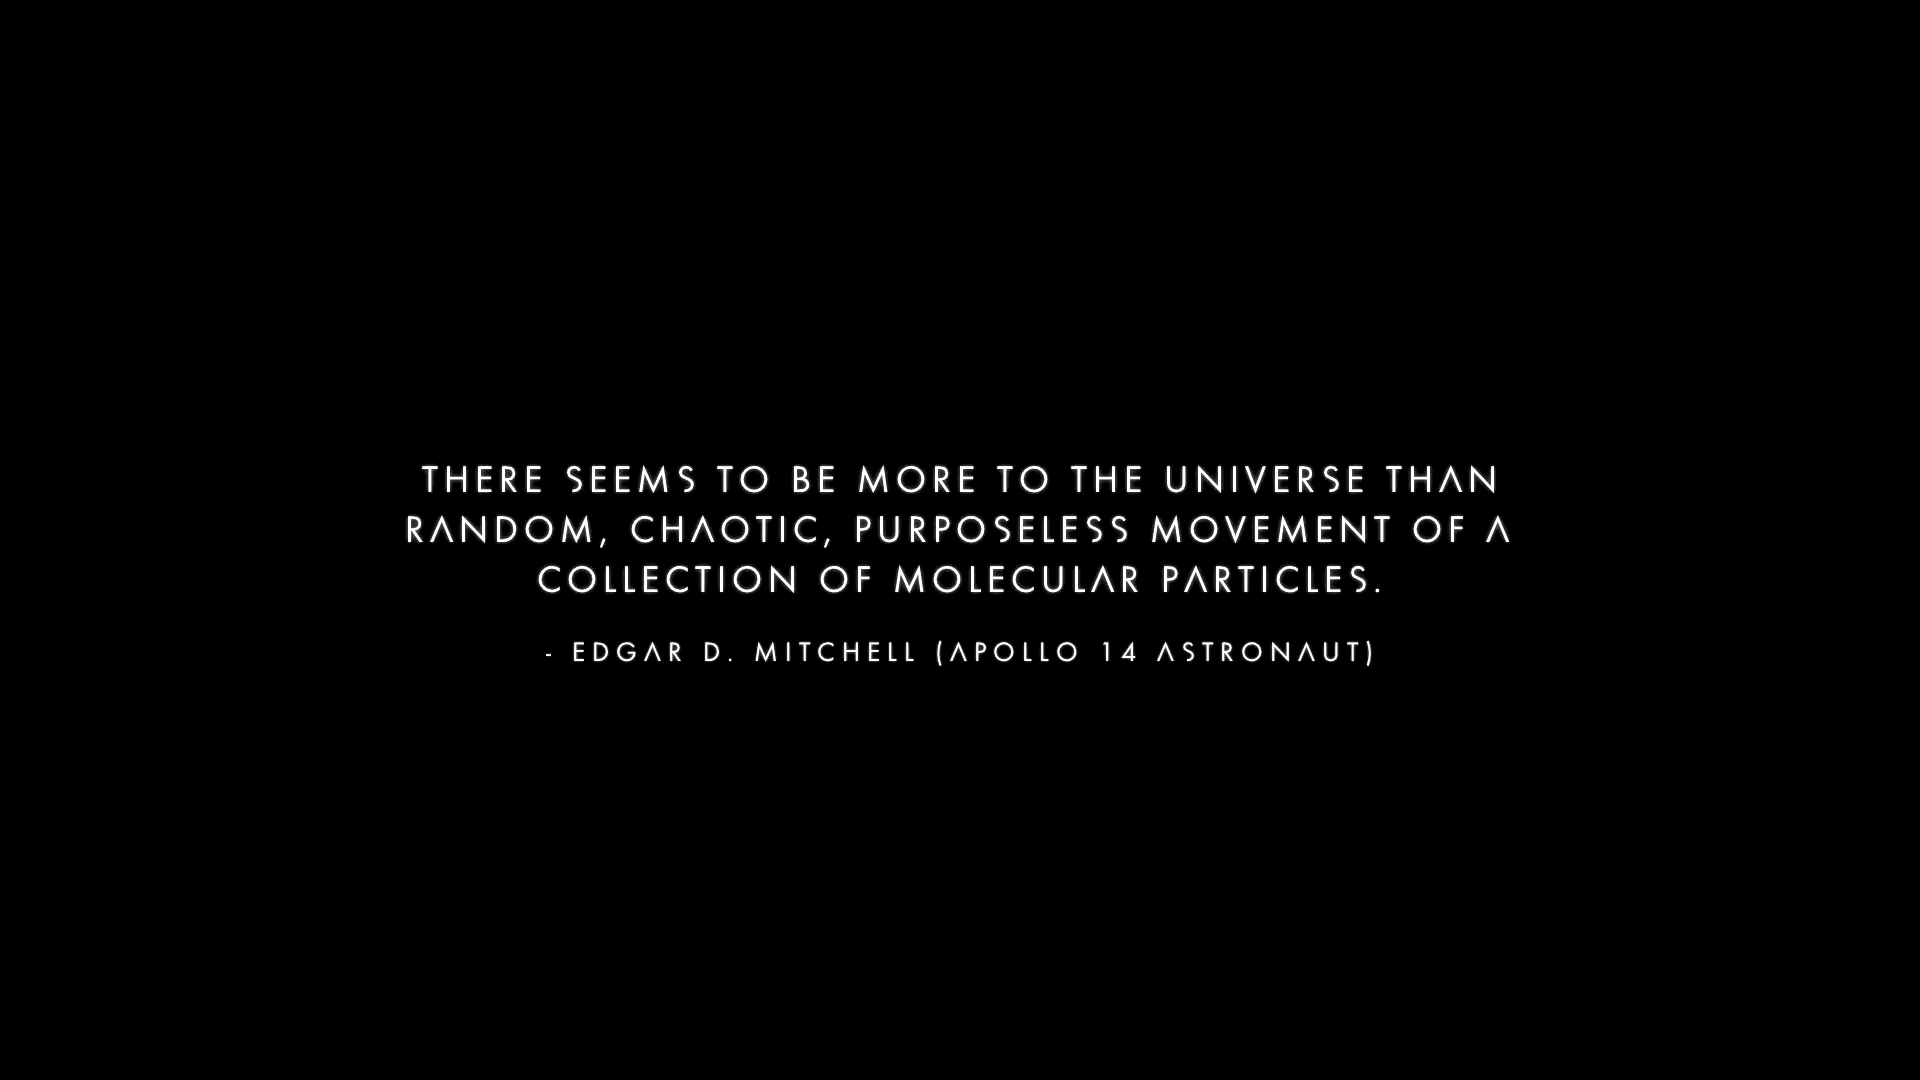 THERE SEEMS TO BE MORE TO THE UNIVERSE THAN
RANDOM, CHAOTIC, PURPOSELESS MOVEMENT OF A
COLLECTION OF MOLECULAR PARTICLES.
- EDGAR D. MITCHELL (APOLLO 14 ASTRONAUT)